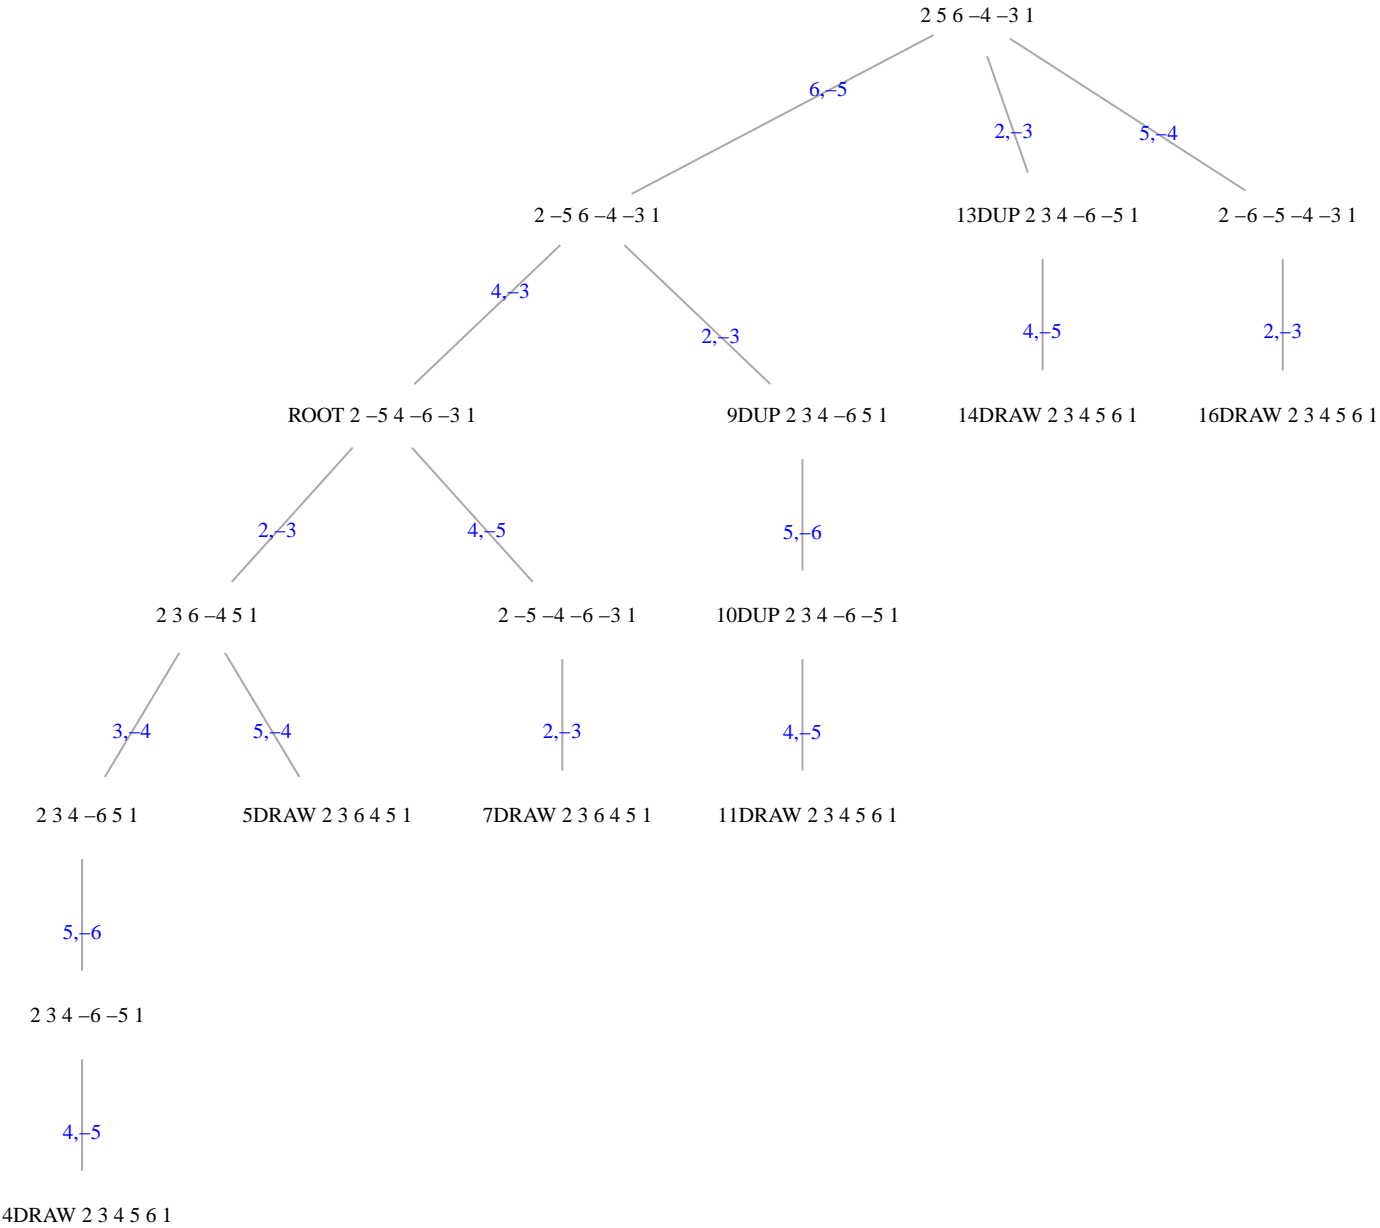 2 5 6 –4 –3 1
6,–5
2,–3
5,–4
2 –5 6 –4 –3 1
13DUP 2 3 4 –6 –5 1
2 –6 –5 –4 –3 1
4,–3
2,–3
4,–5
2,–3
ROOT 2 –5 4 –6 –3 1
9DUP 2 3 4 –6 5 1
14DRAW 2 3 4 5 6 1
16DRAW 2 3 4 5 6 1
2,–3
4,–5
5,–6
2 3 6 –4 5 1
2 –5 –4 –6 –3 1
10DUP 2 3 4 –6 –5 1
3,–4
5,–4
2,–3
4,–5
2 3 4 –6 5 1
5DRAW 2 3 6 4 5 1
7DRAW 2 3 6 4 5 1
11DRAW 2 3 4 5 6 1
5,–6
2 3 4 –6 –5 1
4,–5
4DRAW 2 3 4 5 6 1